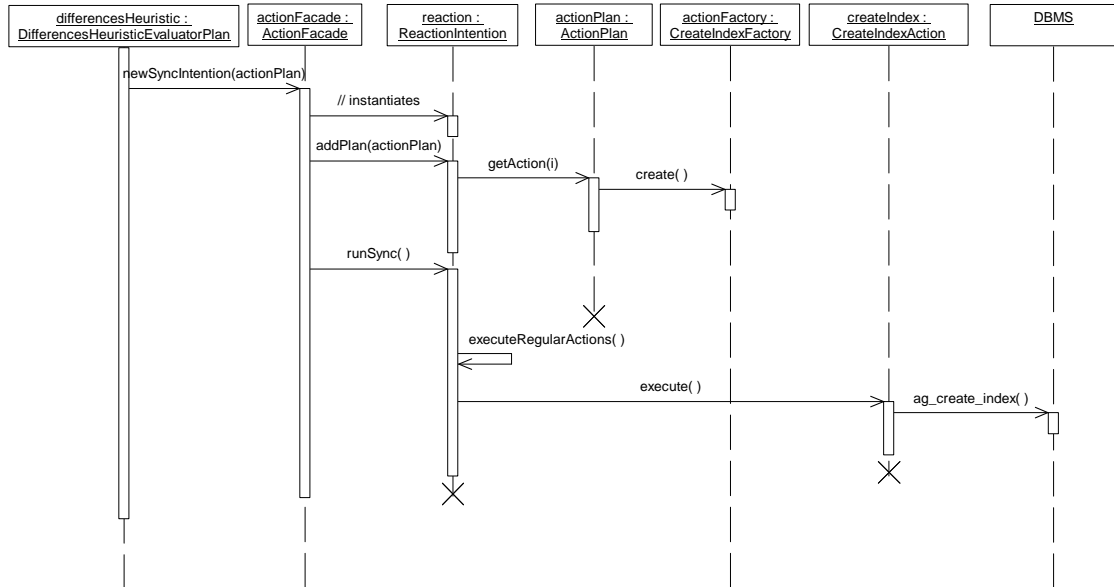 differencesHeuristic :
DifferencesHeuristicEvaluatorPlan
actionFacade :
ActionFacade
reaction :
ReactionIntention
actionPlan :
ActionPlan
actionFactory :
CreateIndexFactory
createIndex :
CreateIndexAction
DBMS
newSyncIntention(actionPlan)
// instantiates
addPlan(actionPlan)
getAction(i)
create( )
runSync( )
executeRegularActions( )
execute( )
ag_create_index( )